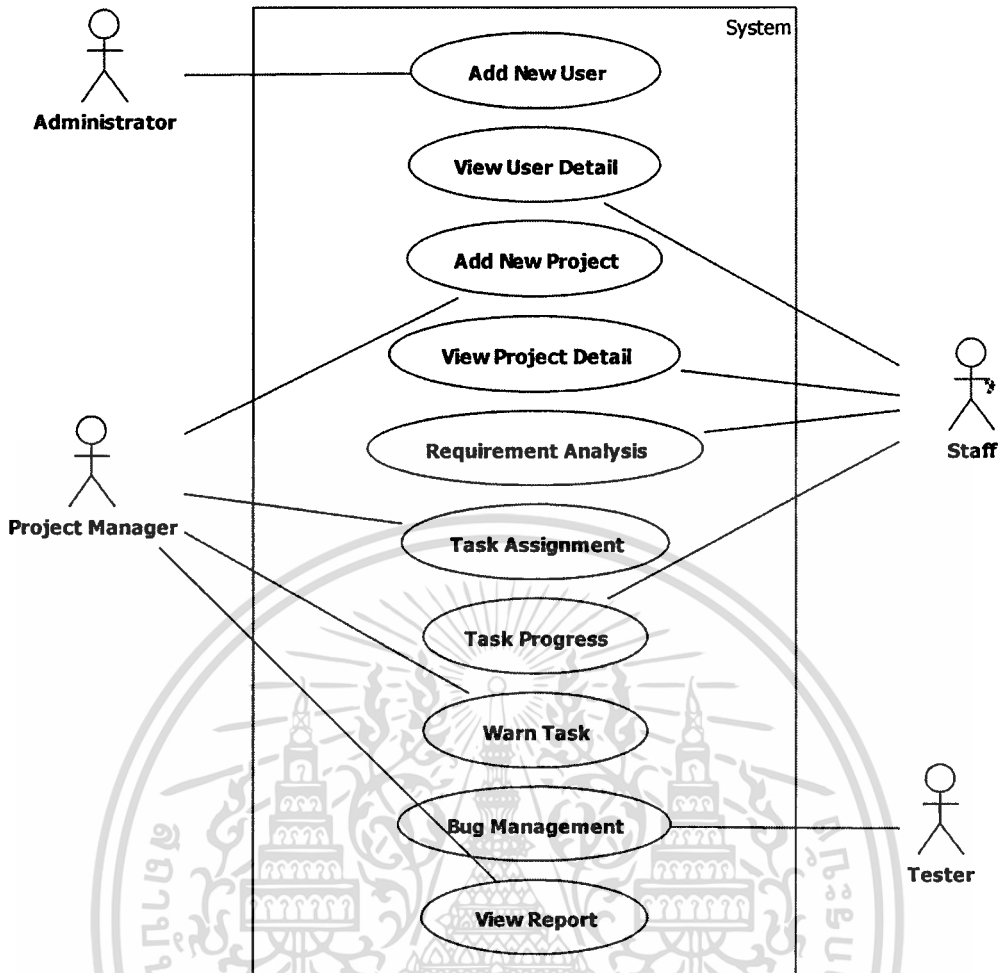 System
Add New User
Administrator
View User Detail
Add New Project
View Project Detail
Requirement Analysis
Staff
Project Manager
Task Assignment
Task Progress
Warn Task
Bug Management
Tester
View Report